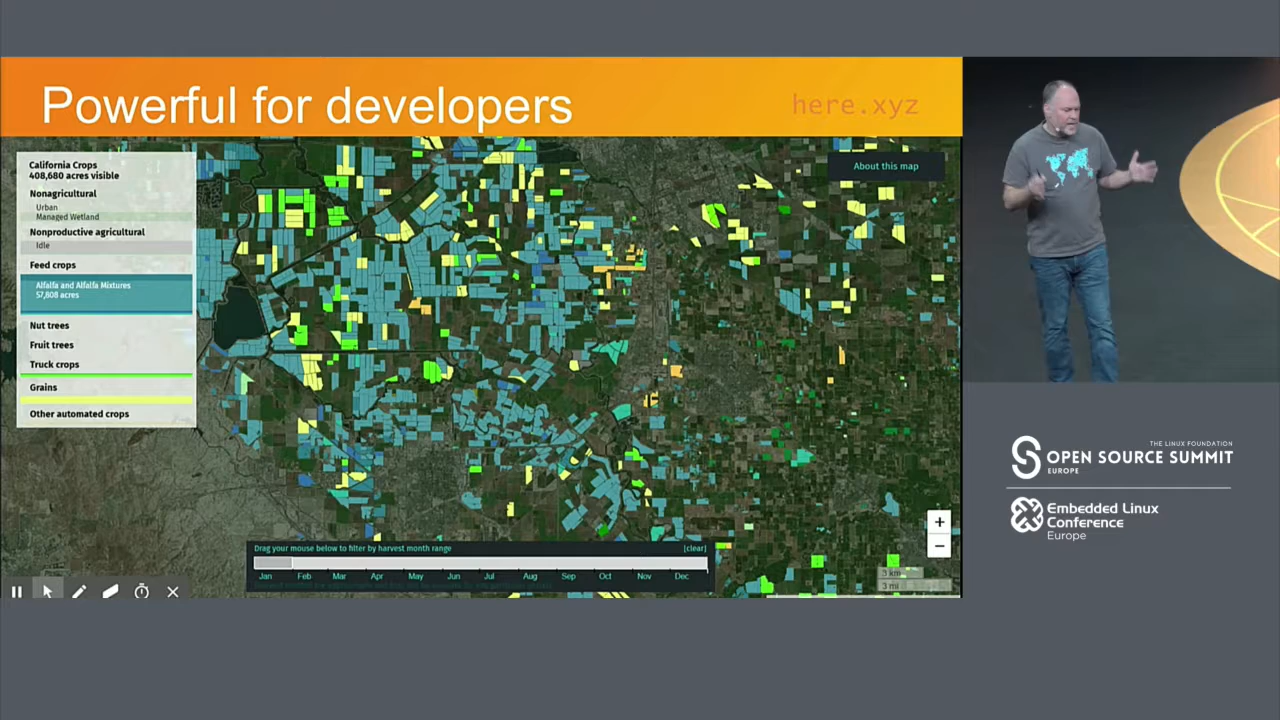 Powerful for developers
here.xyz
California Crops
408,680 acres visible
Nonagricultural
Urban
Managed Wetland
Nonproductive agricultural
Idle
Feed crops
Alfalfa and Alfalfa Mixtures
57,808 acres
Nut trees
Fruit trees
Truck crops
Grains
Other automated crops
About this map
+
−
Drag your mouse below to filter by harvest month range
[clear]
Jan Feb Mar Apr May Jun Jul Aug Sep Oct Nov Dec
3 km
3 mi
THE LINUX FOUNDATION
OPEN SOURCE SUMMIT
EUROPE
Embedded Linux
Conference
Europe